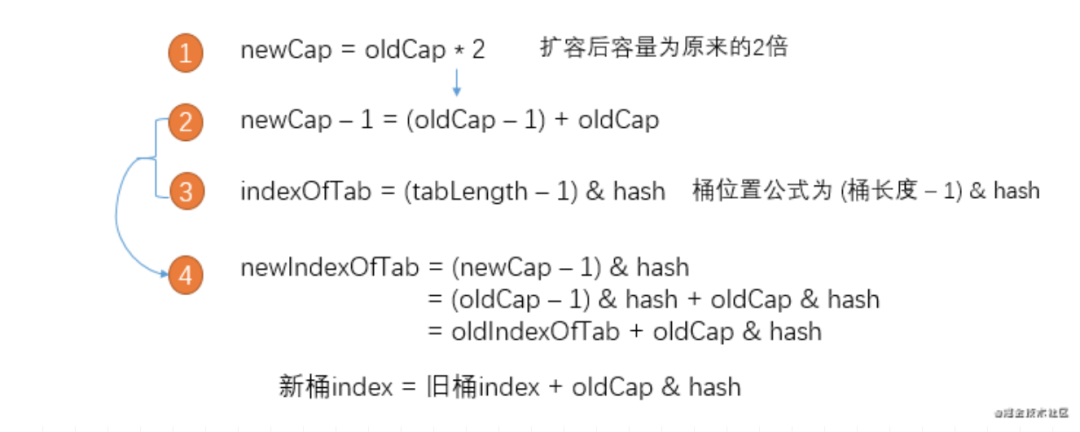 1 newCap = oldCap * 2 扩容后容量为原来的2倍
2 newCap – 1 = (oldCap – 1) + oldCap
3 indexOfTab = (tabLength – 1) & hash 桶位置公式为 (桶长度 – 1) & hash
4 newIndexOfTab = (newCap – 1) & hash
= (oldCap – 1) & hash + oldCap & hash
= oldIndexOfTab + oldCap & hash
新桶index = 旧桶index + oldCap & hash
@掘金技术社区